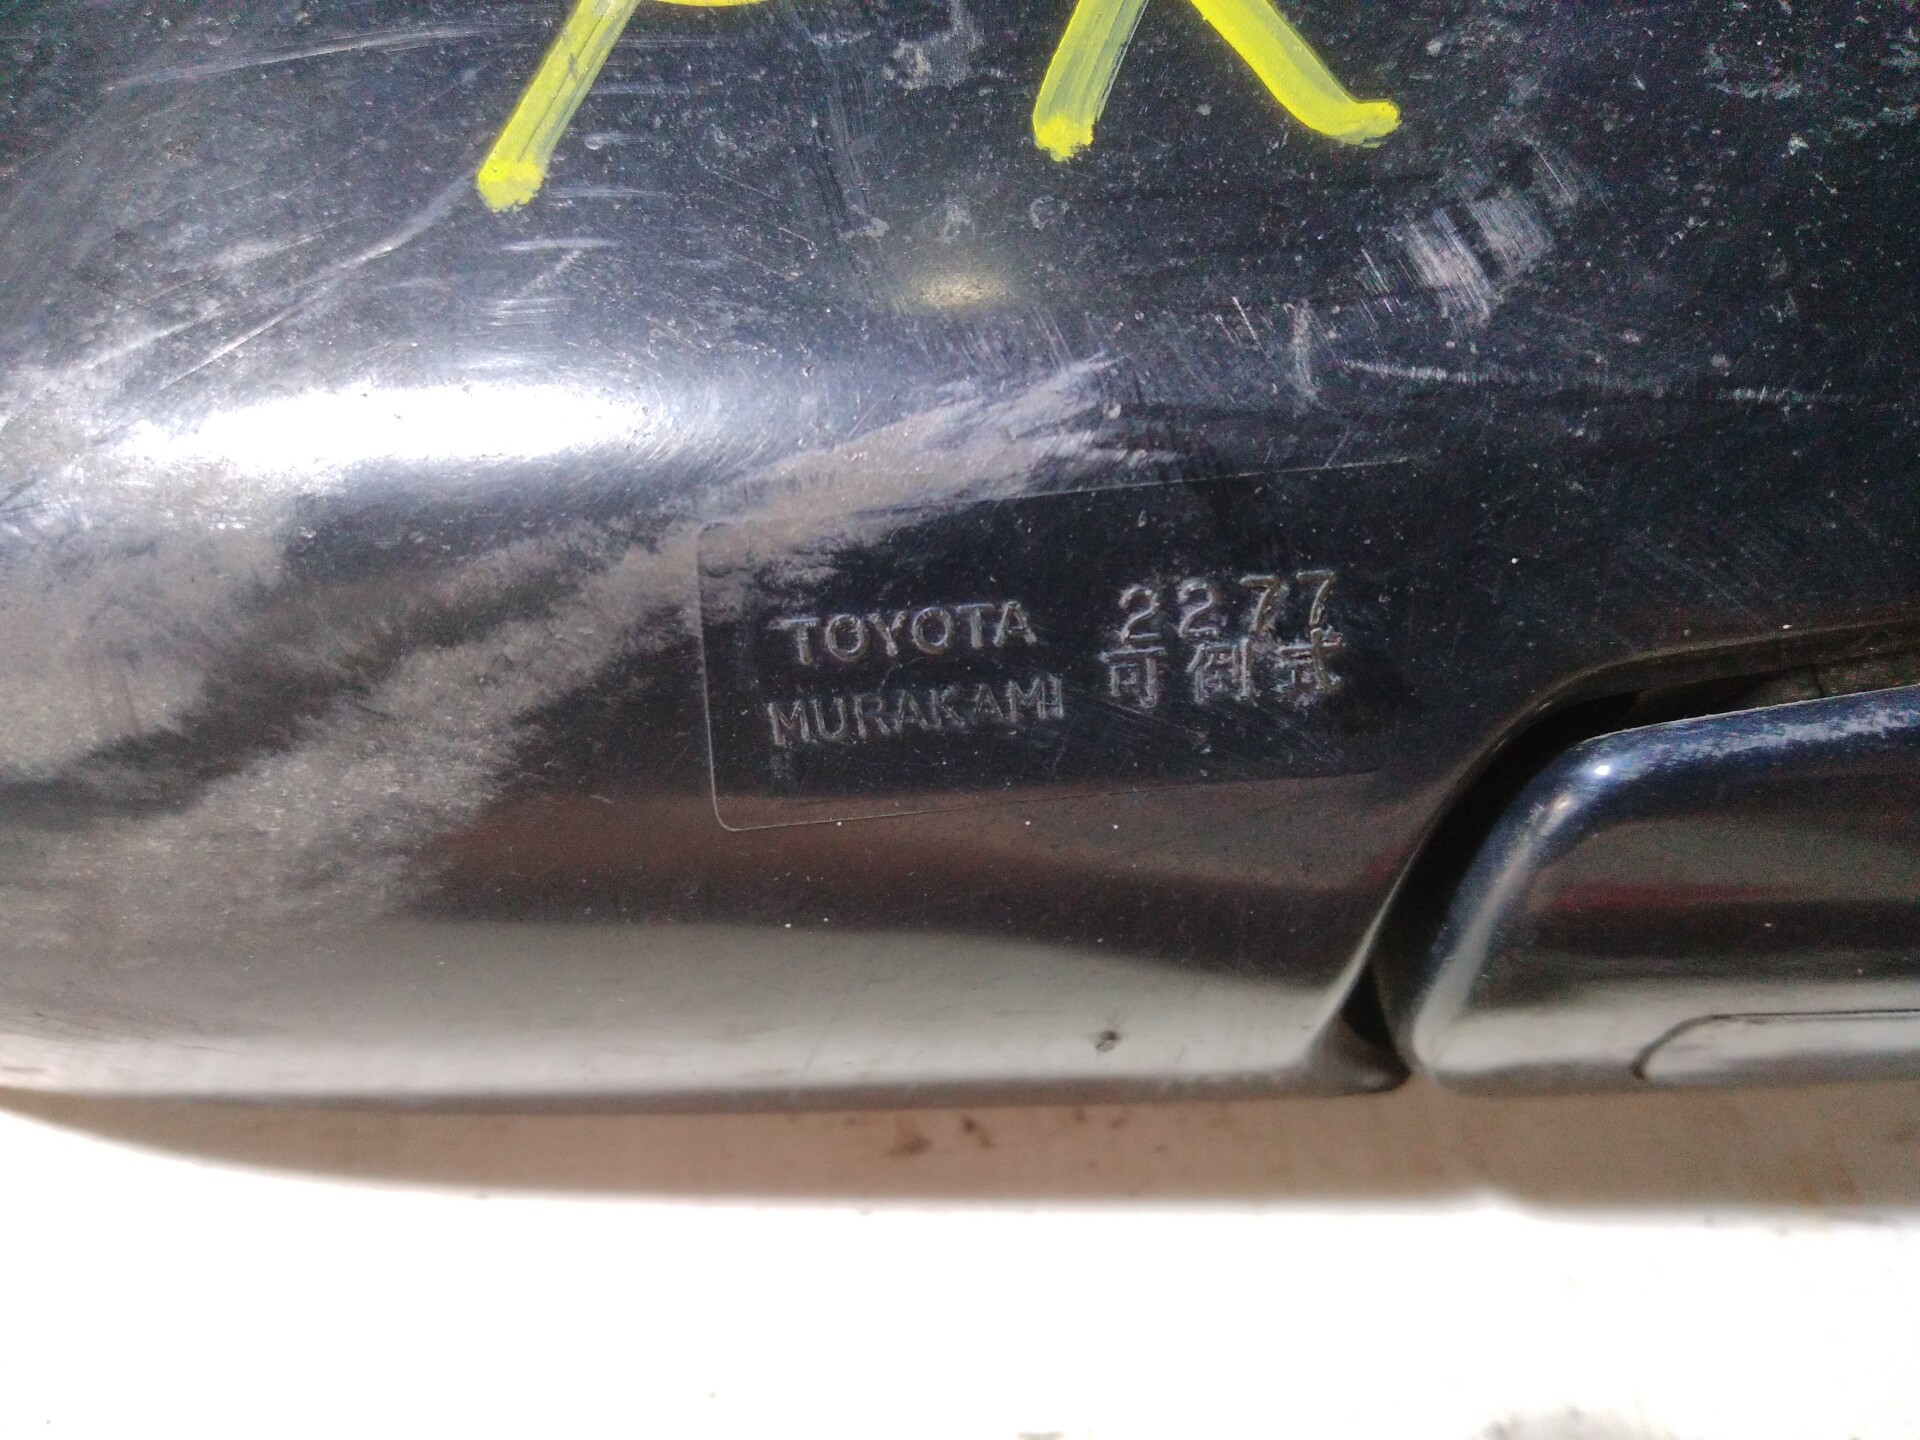 TOYOTA 2277
MURAKAMI 可倒式